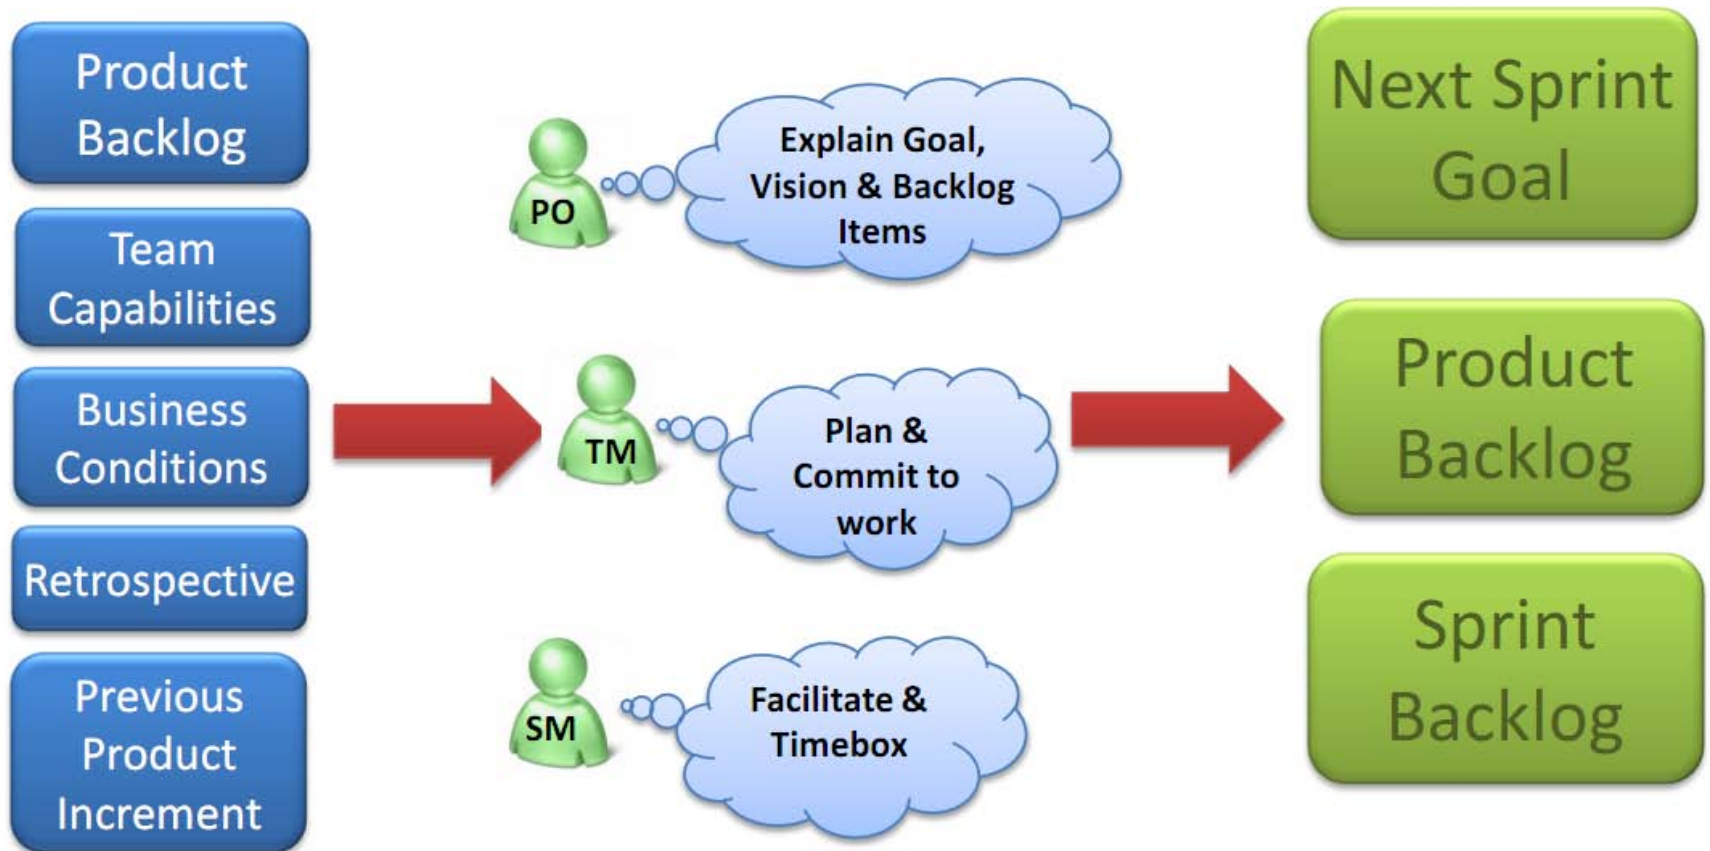 Product
Backlog
Team
Capabilities
Business
Conditions
Retrospective
Previous
Product
Increment
PO
Explain Goal,
Vision & Backlog
Items
TM
Plan &
Commit to
work
SM
Facilitate &
Timebox
Next Sprint
Goal
Product
Backlog
Sprint
Backlog